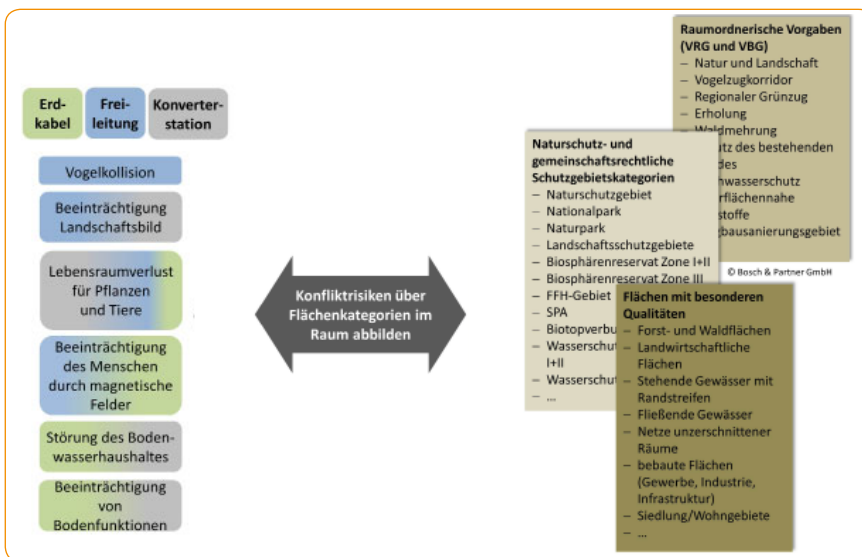 Erd-
kabel
Frei-
leitung
Konverter-
station
Vogelkollision
Beeinträchtigung
Landschaftsbild
Lebensraumverlust
für Pflanzen
und Tiere
Beeinträchtigung
des Menschen
durch magnetische
Felder
Störung des Boden-
wasserhaushaltes
Beeinträchtigung
von
Bodenfunktionen
Konfliktrisiken über
Flächenkategorien im
Raum abbilden
Raumordnerische Vorgaben
(VRG und VBG)
– Natur und Landschaft
– Vogelzugkorridor
– Regionaler Grünzug
– Erholung
– Waldmehrung
des bestehenden
© Bosch & Partner GmbH
Naturschutz- und
gemeinschaftsrechtliche
Schutzgebietskategorien
– Naturschutzgebiet
– Nationalpark
– Naturpark
– Landschaftsschutzgebiete
– Biosphärenreservat Zone I+II
– Biosphärenreservat Zone III
– FFH-Gebiet
– SPA
– Biotopverbu
– Wasserschut
I+II
– Wasserschut
– ...
Flächen mit besonderen
Qualitäten
– Forst- und Waldflächen
– Landwirtschaftliche
Flächen
– Stehende Gewässer mit
Randstreifen
– Fließende Gewässer
– Netze unzerschnittener
Räume
– bebaute Flächen
(Gewerbe, Industrie,
Infrastruktur)
– Siedlung/Wohngebiete
– ...